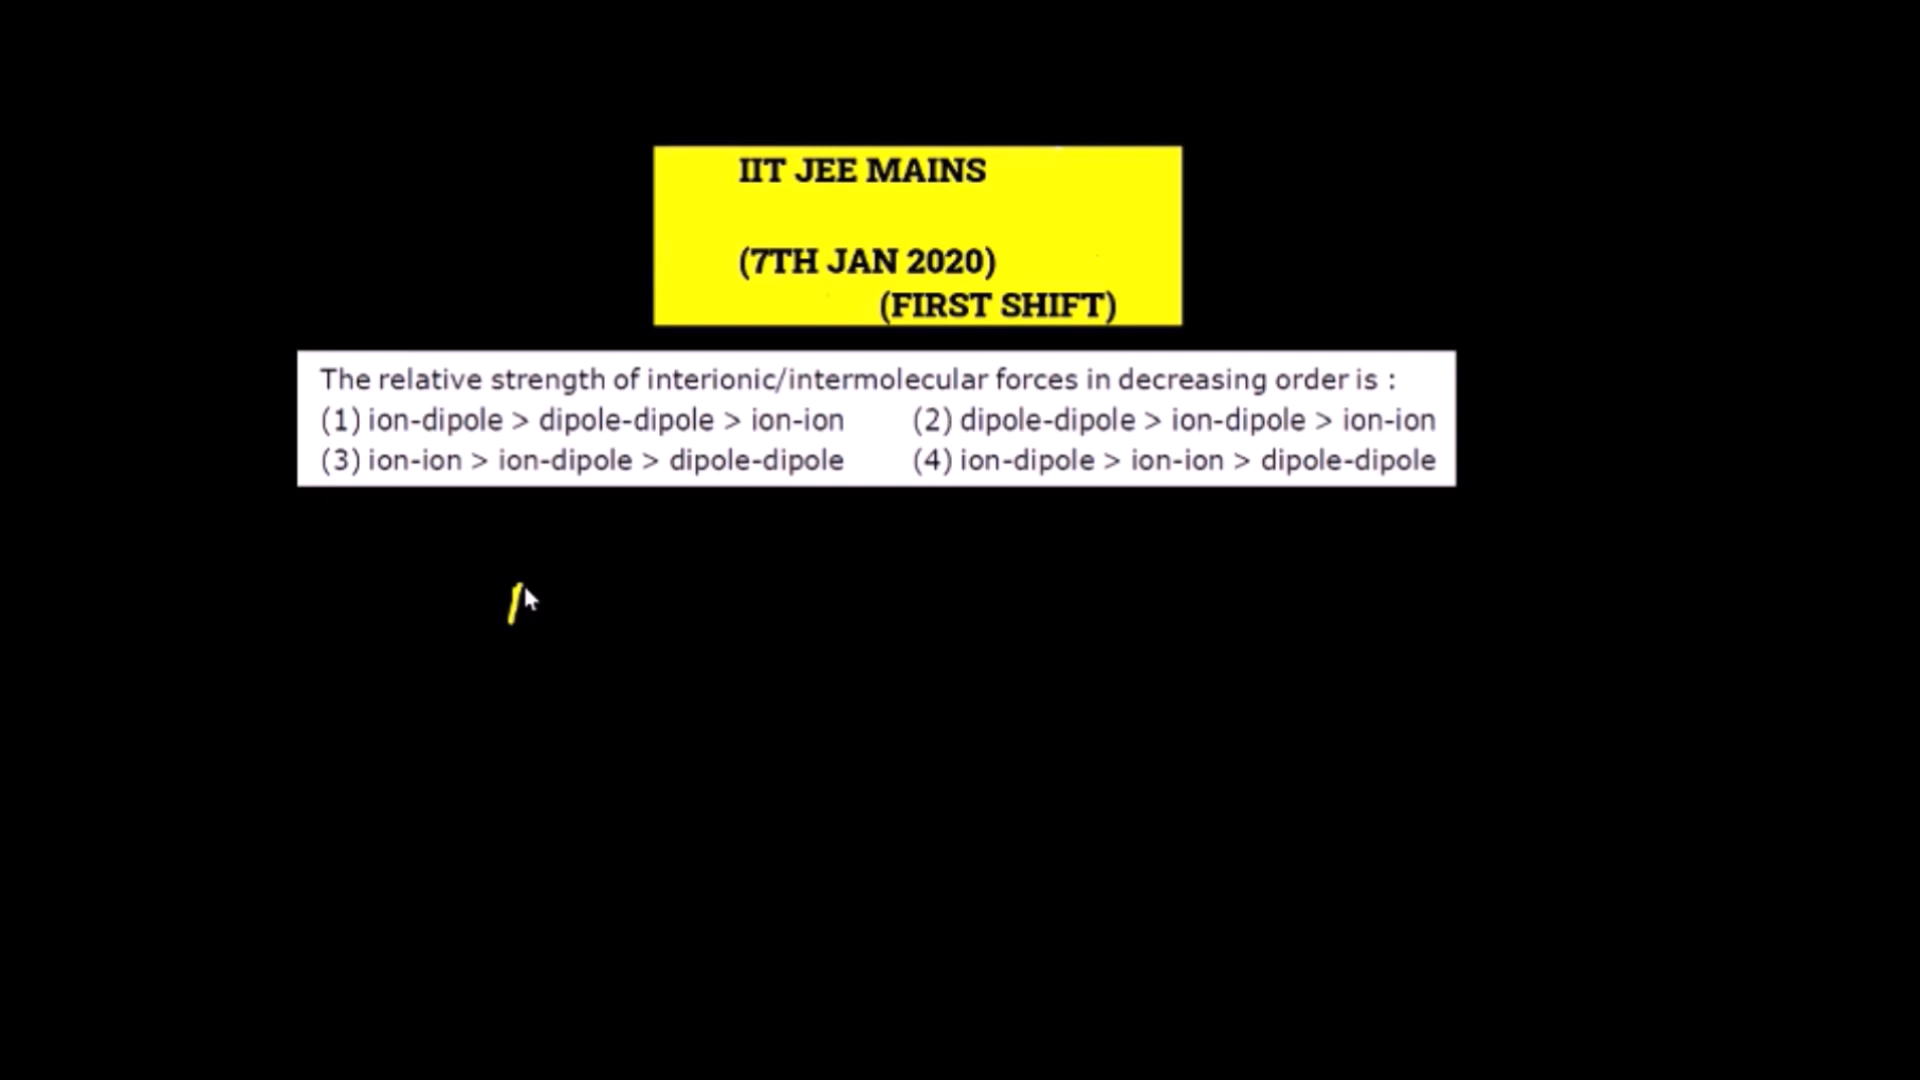 IIT JEE MAINS
(7TH JAN 2020)
(FIRST SHIFT)
The relative strength of interionic/intermolecular forces in decreasing order is :
(1) ion-dipole > dipole-dipole > ion-ion (2) dipole-dipole > ion-dipole > ion-ion
(3) ion-ion > ion-dipole > dipole-dipole (4) ion-dipole > ion-ion > dipole-dipole